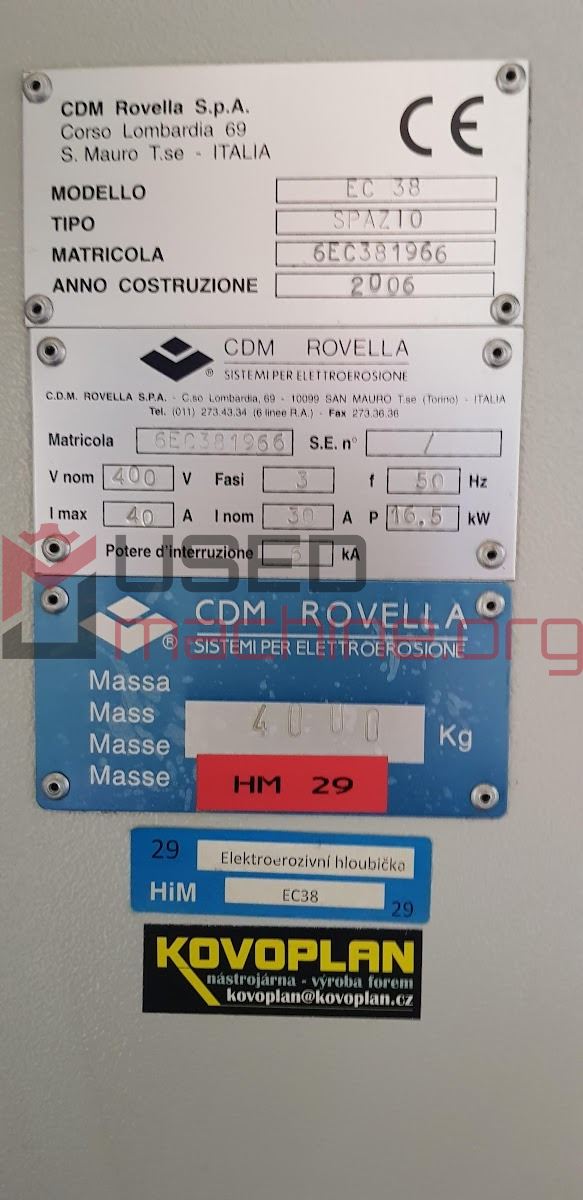 CDM Rovella S.p.A.
Corso Lombardia 69
S. Mauro T.se - ITALIA
CE
MODELLO EC 38
TIPO SPAZIO
MATRICOLA 6EC381966
ANNO COSTRUZIONE 2006
CDM ROVELLA
® SISTEMI PER ELETTROEROSIONE
C.D.M. ROVELLA S.P.A. - C.so Lombardia, 69 - 10099 SAN MAURO T.se (Torino) - ITALIA
Tel. (011) 273.43.34 (6 linee R.A.) - Fax 273.36.36
Matricola 6EC381966 S.E. n° /
V nom 400 V Fasi 3 f 50 Hz
I max 40 A I nom 30 A P 16,5 kW
Potere d'interruzione 6 kA
USED
machine.org
CDM ROVELLA
® SISTEMI PER ELETTROEROSIONE
Massa
Mass
Masse
Masse
4000 Kg
HM 29
29 Elektroerozivní hloubička
HiM EC38 29
KOVOPLAN
nástrojárna - výroba forem
kovoplan@kovoplan.cz